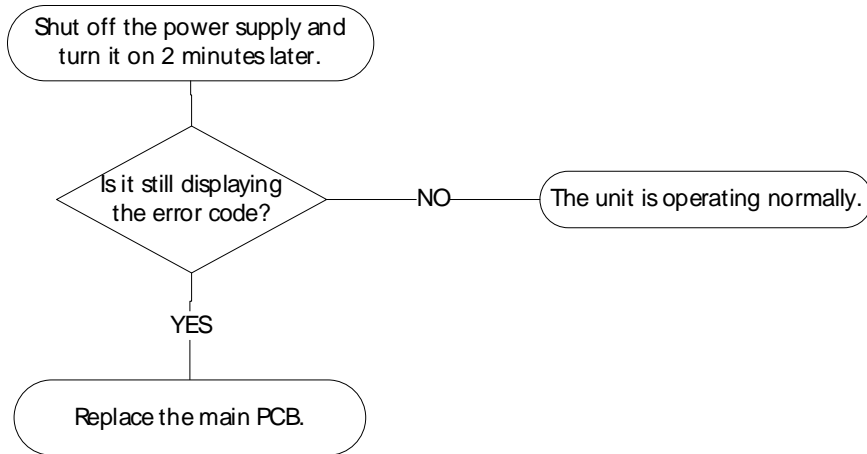 Shut off the power supply and
turn it on 2 minutes later.
Is it still displaying
the error code?
NO
The unit is operating normally.
YES
Replace the main PCB.